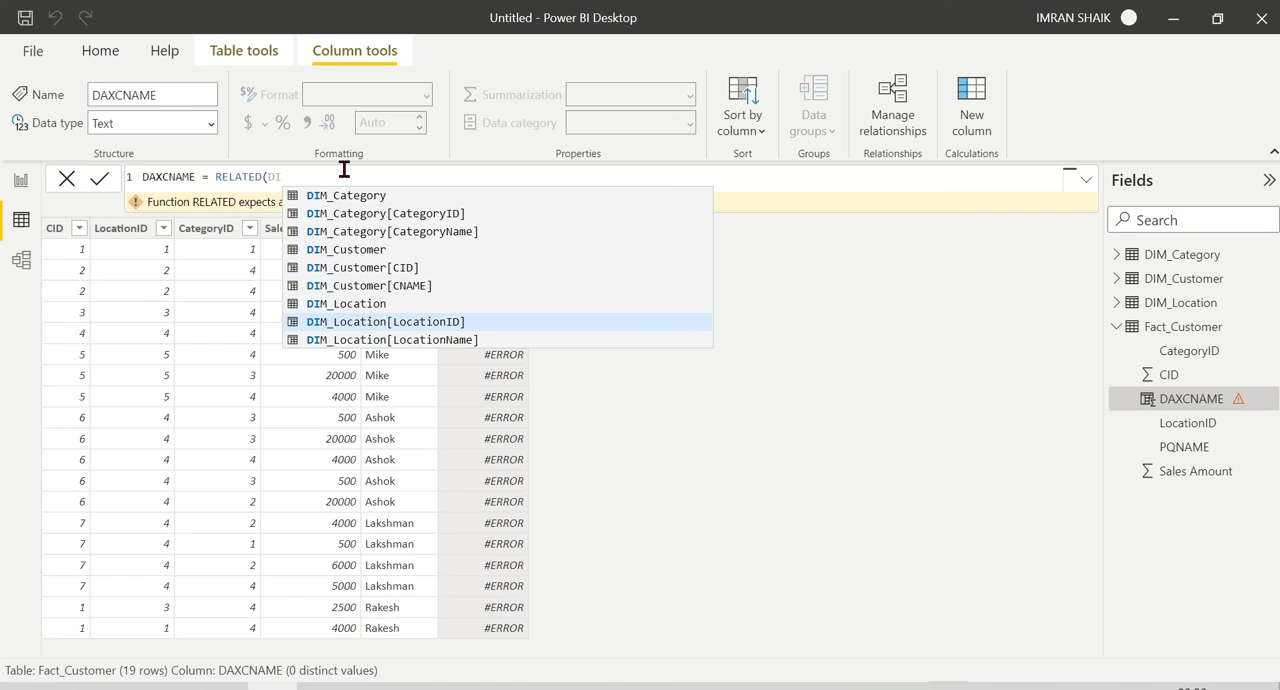 Untitled - Power BI Desktop
IMRAN SHAIK
File Home Help Table tools Column tools
Name DAXCNAME
Data type Text
Structure
Format
$ % 9 Auto
Formatting
Summarization
Data category
Properties
Sort by column
Sort
Data groups
Groups
Manage relationships
Relationships
New column
Calculations
1 DAXCNAME = RELATED(DI
Function RELATED expects a
DIM_Category
DIM_Category[CategoryID]
DIM_Category[CategoryName]
DIM_Customer
DIM_Customer[CID]
DIM_Customer[CNAME]
DIM_Location
DIM_Location[LocationID]
DIM_Location[LocationName]
CID LocationID CategoryID Sal
1 1 1
2 2 4
2 2 4
3 3 4
4 4 4
5 5 4 500 Mike #ERROR
5 5 3 20000 Mike #ERROR
5 5 4 4000 Mike #ERROR
6 4 3 500 Ashok #ERROR
6 4 3 20000 Ashok #ERROR
6 4 4 4000 Ashok #ERROR
6 4 3 500 Ashok #ERROR
6 4 2 20000 Ashok #ERROR
7 4 2 4000 Lakshman #ERROR
7 4 1 500 Lakshman #ERROR
7 4 2 6000 Lakshman #ERROR
7 4 4 5000 Lakshman #ERROR
1 3 4 2500 Rakesh #ERROR
1 1 4 4000 Rakesh #ERROR
Fields
Search
DIM_Category
DIM_Customer
DIM_Location
Fact_Customer
CategoryID
CID
DAXCNAME
LocationID
PQNAME
Sales Amount
Table: Fact_Customer (19 rows) Column: DAXCNAME (0 distinct values)